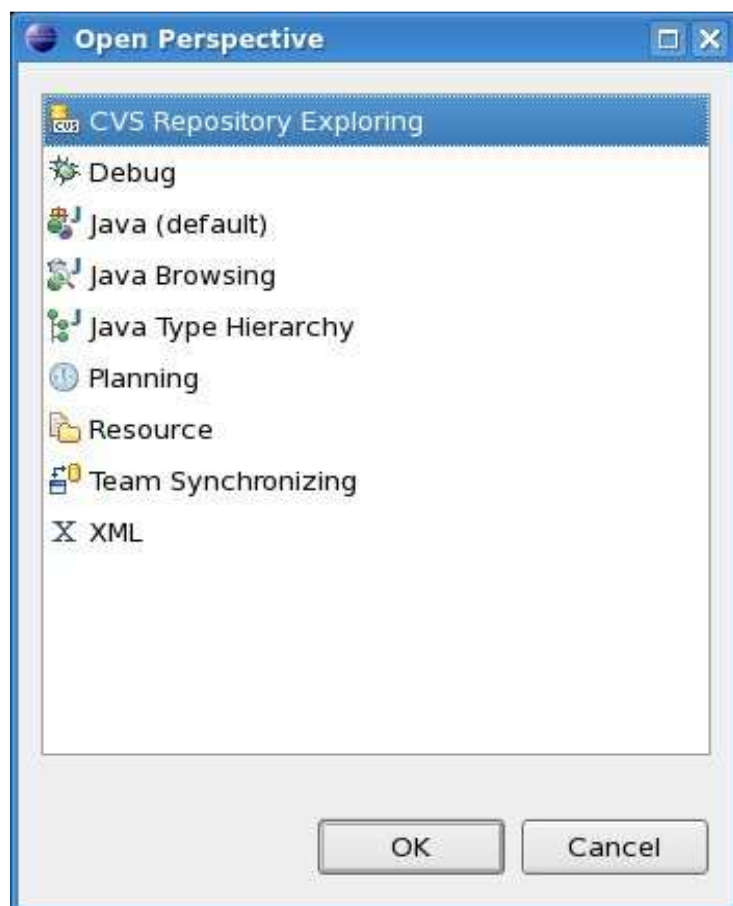 Open Perspective
CVS Repository Exploring
Debug
Java (default)
Java Browsing
Java Type Hierarchy
Planning
Resource
Team Synchronizing
X XML
OK
Cancel